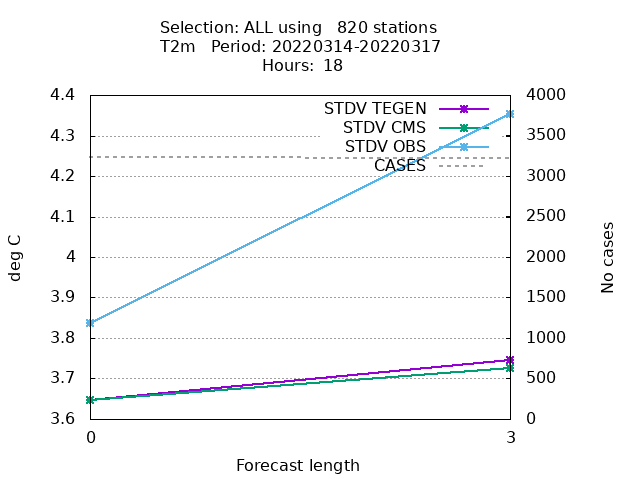 Selection: ALL using   820 stations
T2m   Period: 20220314-20220317
Hours: 18
4.4
4.3
4.2
4.1
4
3.9
3.8
3.7
3.6
4000
3500
3000
2500
2000
1500
1000
500
0
STDV TEGEN
STDV CMS
STDV OBS
CASES
deg C
No cases
0
3
Forecast length